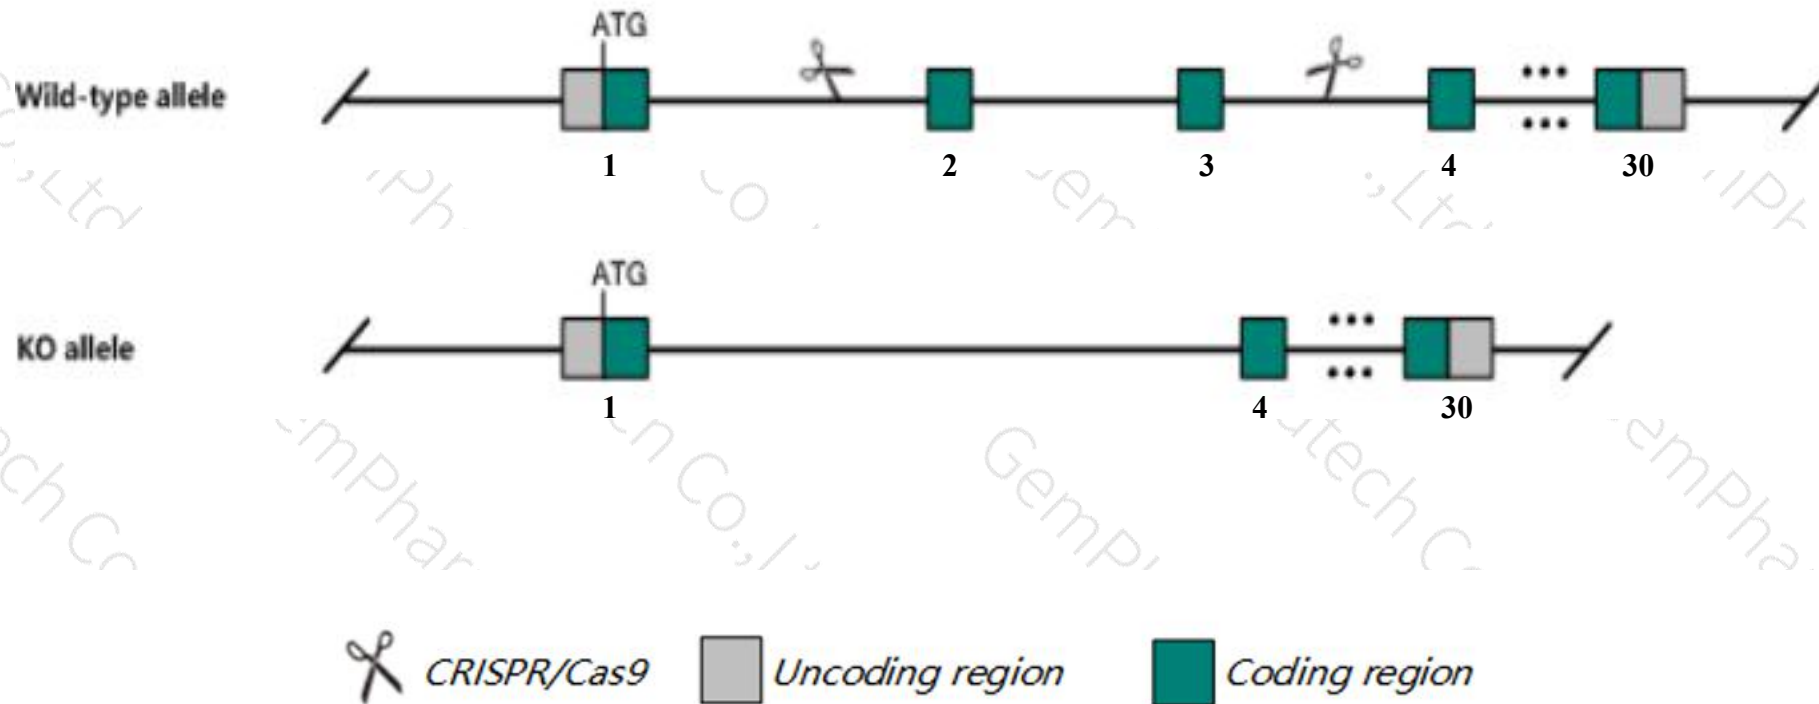 ATG
Wild-type allele
1 2 3 4 30
ATG
KO allele
1 4 30
CRISPR/Cas9 Uncoding region Coding region